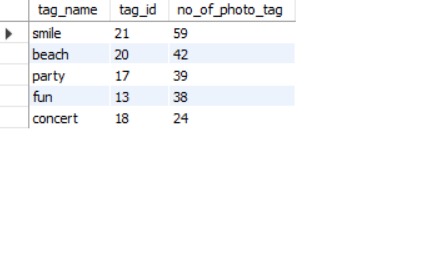 tag_name tag_id no_of_photo_tag
smile 21 59
beach 20 42
party 17 39
fun 13 38
concert 18 24